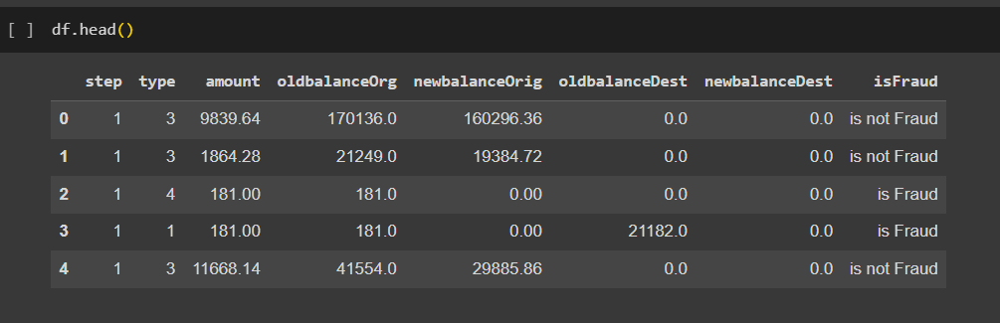 [ ] df.head()
step type amount oldbalanceOrg newbalanceOrig oldbalanceDest newbalanceDest isFraud
0 1 3 9839.64 170136.0 160296.36 0.0 0.0 is not Fraud
1 1 3 1864.28 21249.0 19384.72 0.0 0.0 is not Fraud
2 1 4 181.00 181.0 0.00 0.0 0.0 is Fraud
3 1 1 181.00 181.0 0.00 21182.0 0.0 is Fraud
4 1 3 11668.14 41554.0 29885.86 0.0 0.0 is not Fraud